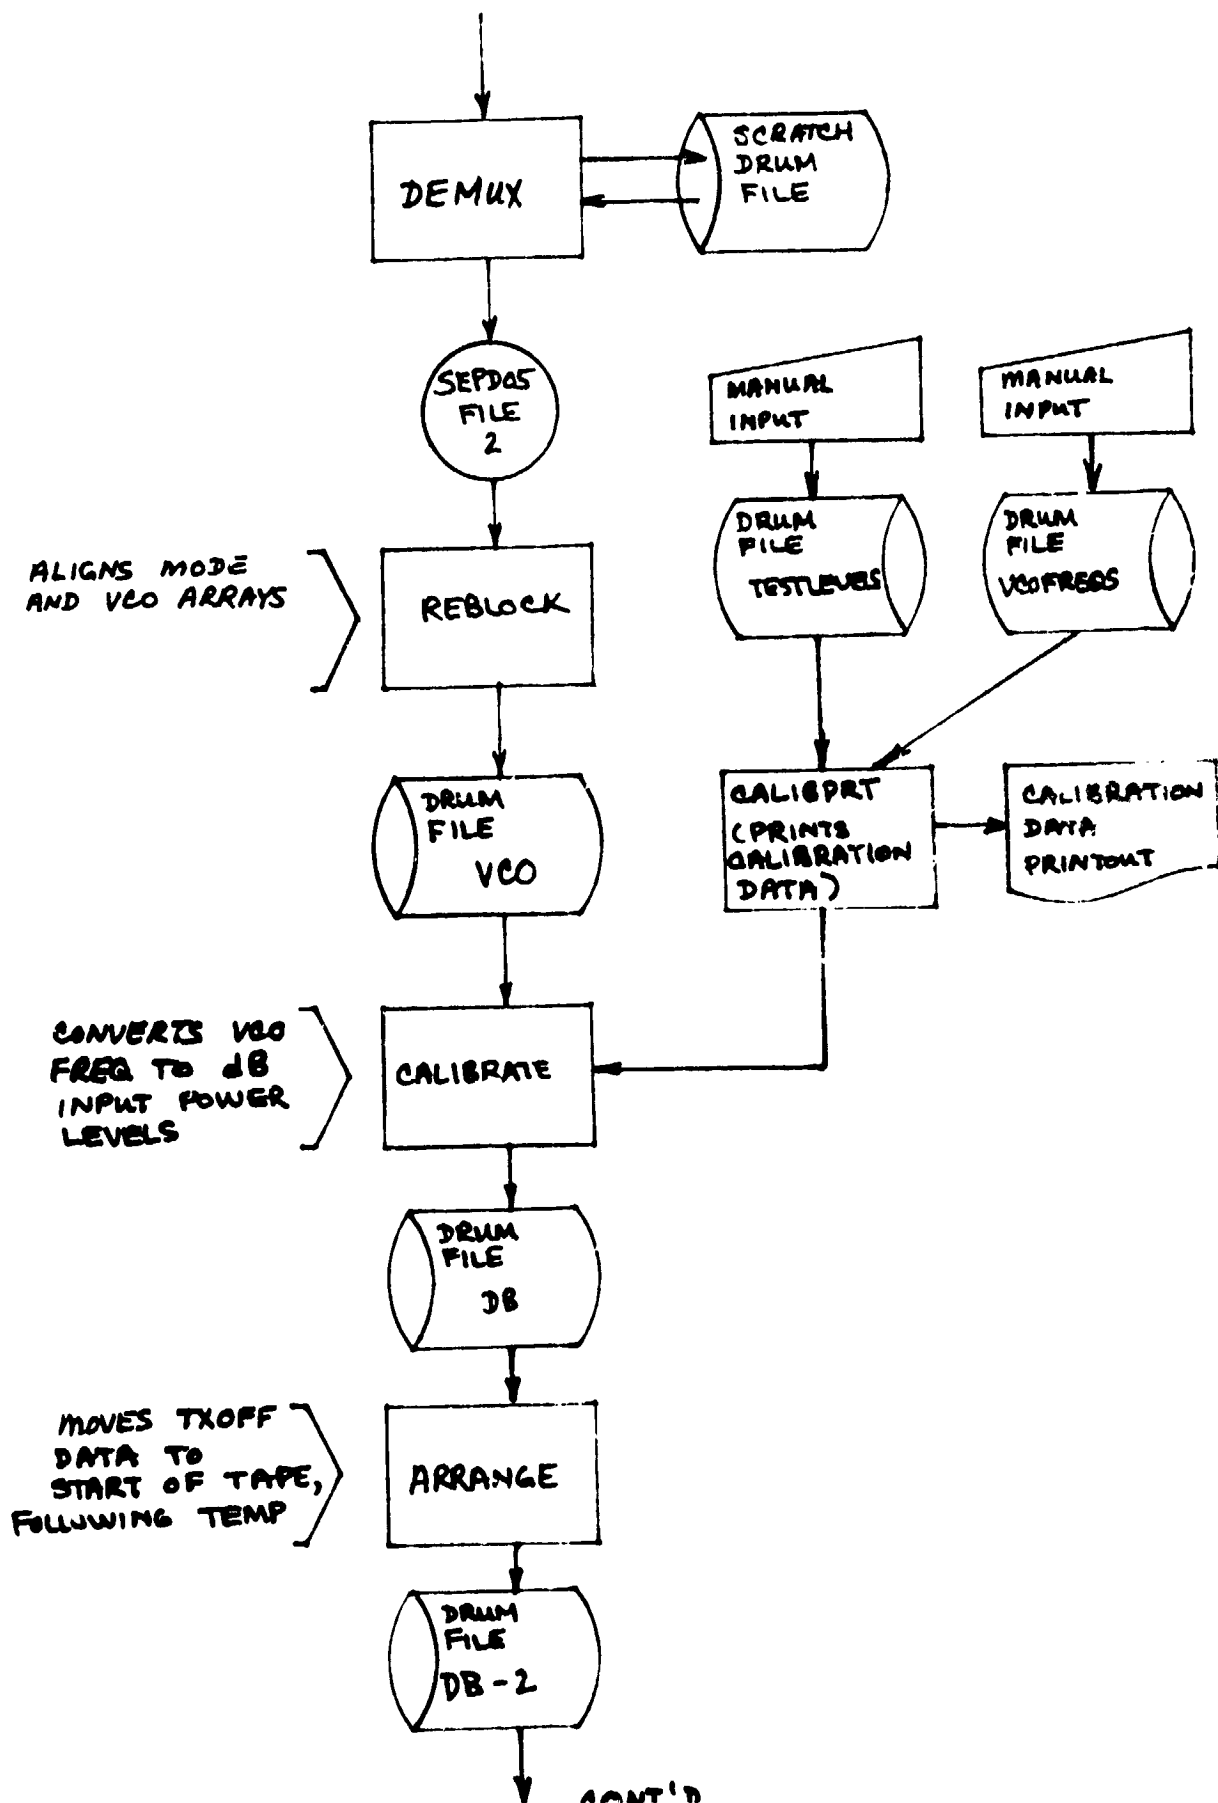 DEMUX
SCRATCH
DRUM
FILE
SEPD05
FILE
2
MANUAL
INPUT
MANUAL
INPUT
DRUM
FILE
TESTLEVELS
DRUM
FILE
VCOFREQS
ALIGNS MODE
AND VCO ARRAYS
REBLOCK
DRUM
FILE
VCO
CALIBPRT
(PRINTS
CALIBRATION
DATA)
CALIBRATION
DATA
PRINTOUT
CONVERTS VCO
FREQ TO dB
INPUT POWER
LEVELS
CALIBRATE
DRUM
FILE
DB
MOVES TXOFF
DATA TO
START OF TAPE,
FOLLOWING TEMP
ARRANGE
DRUM
FILE
DB-2
CONT'D